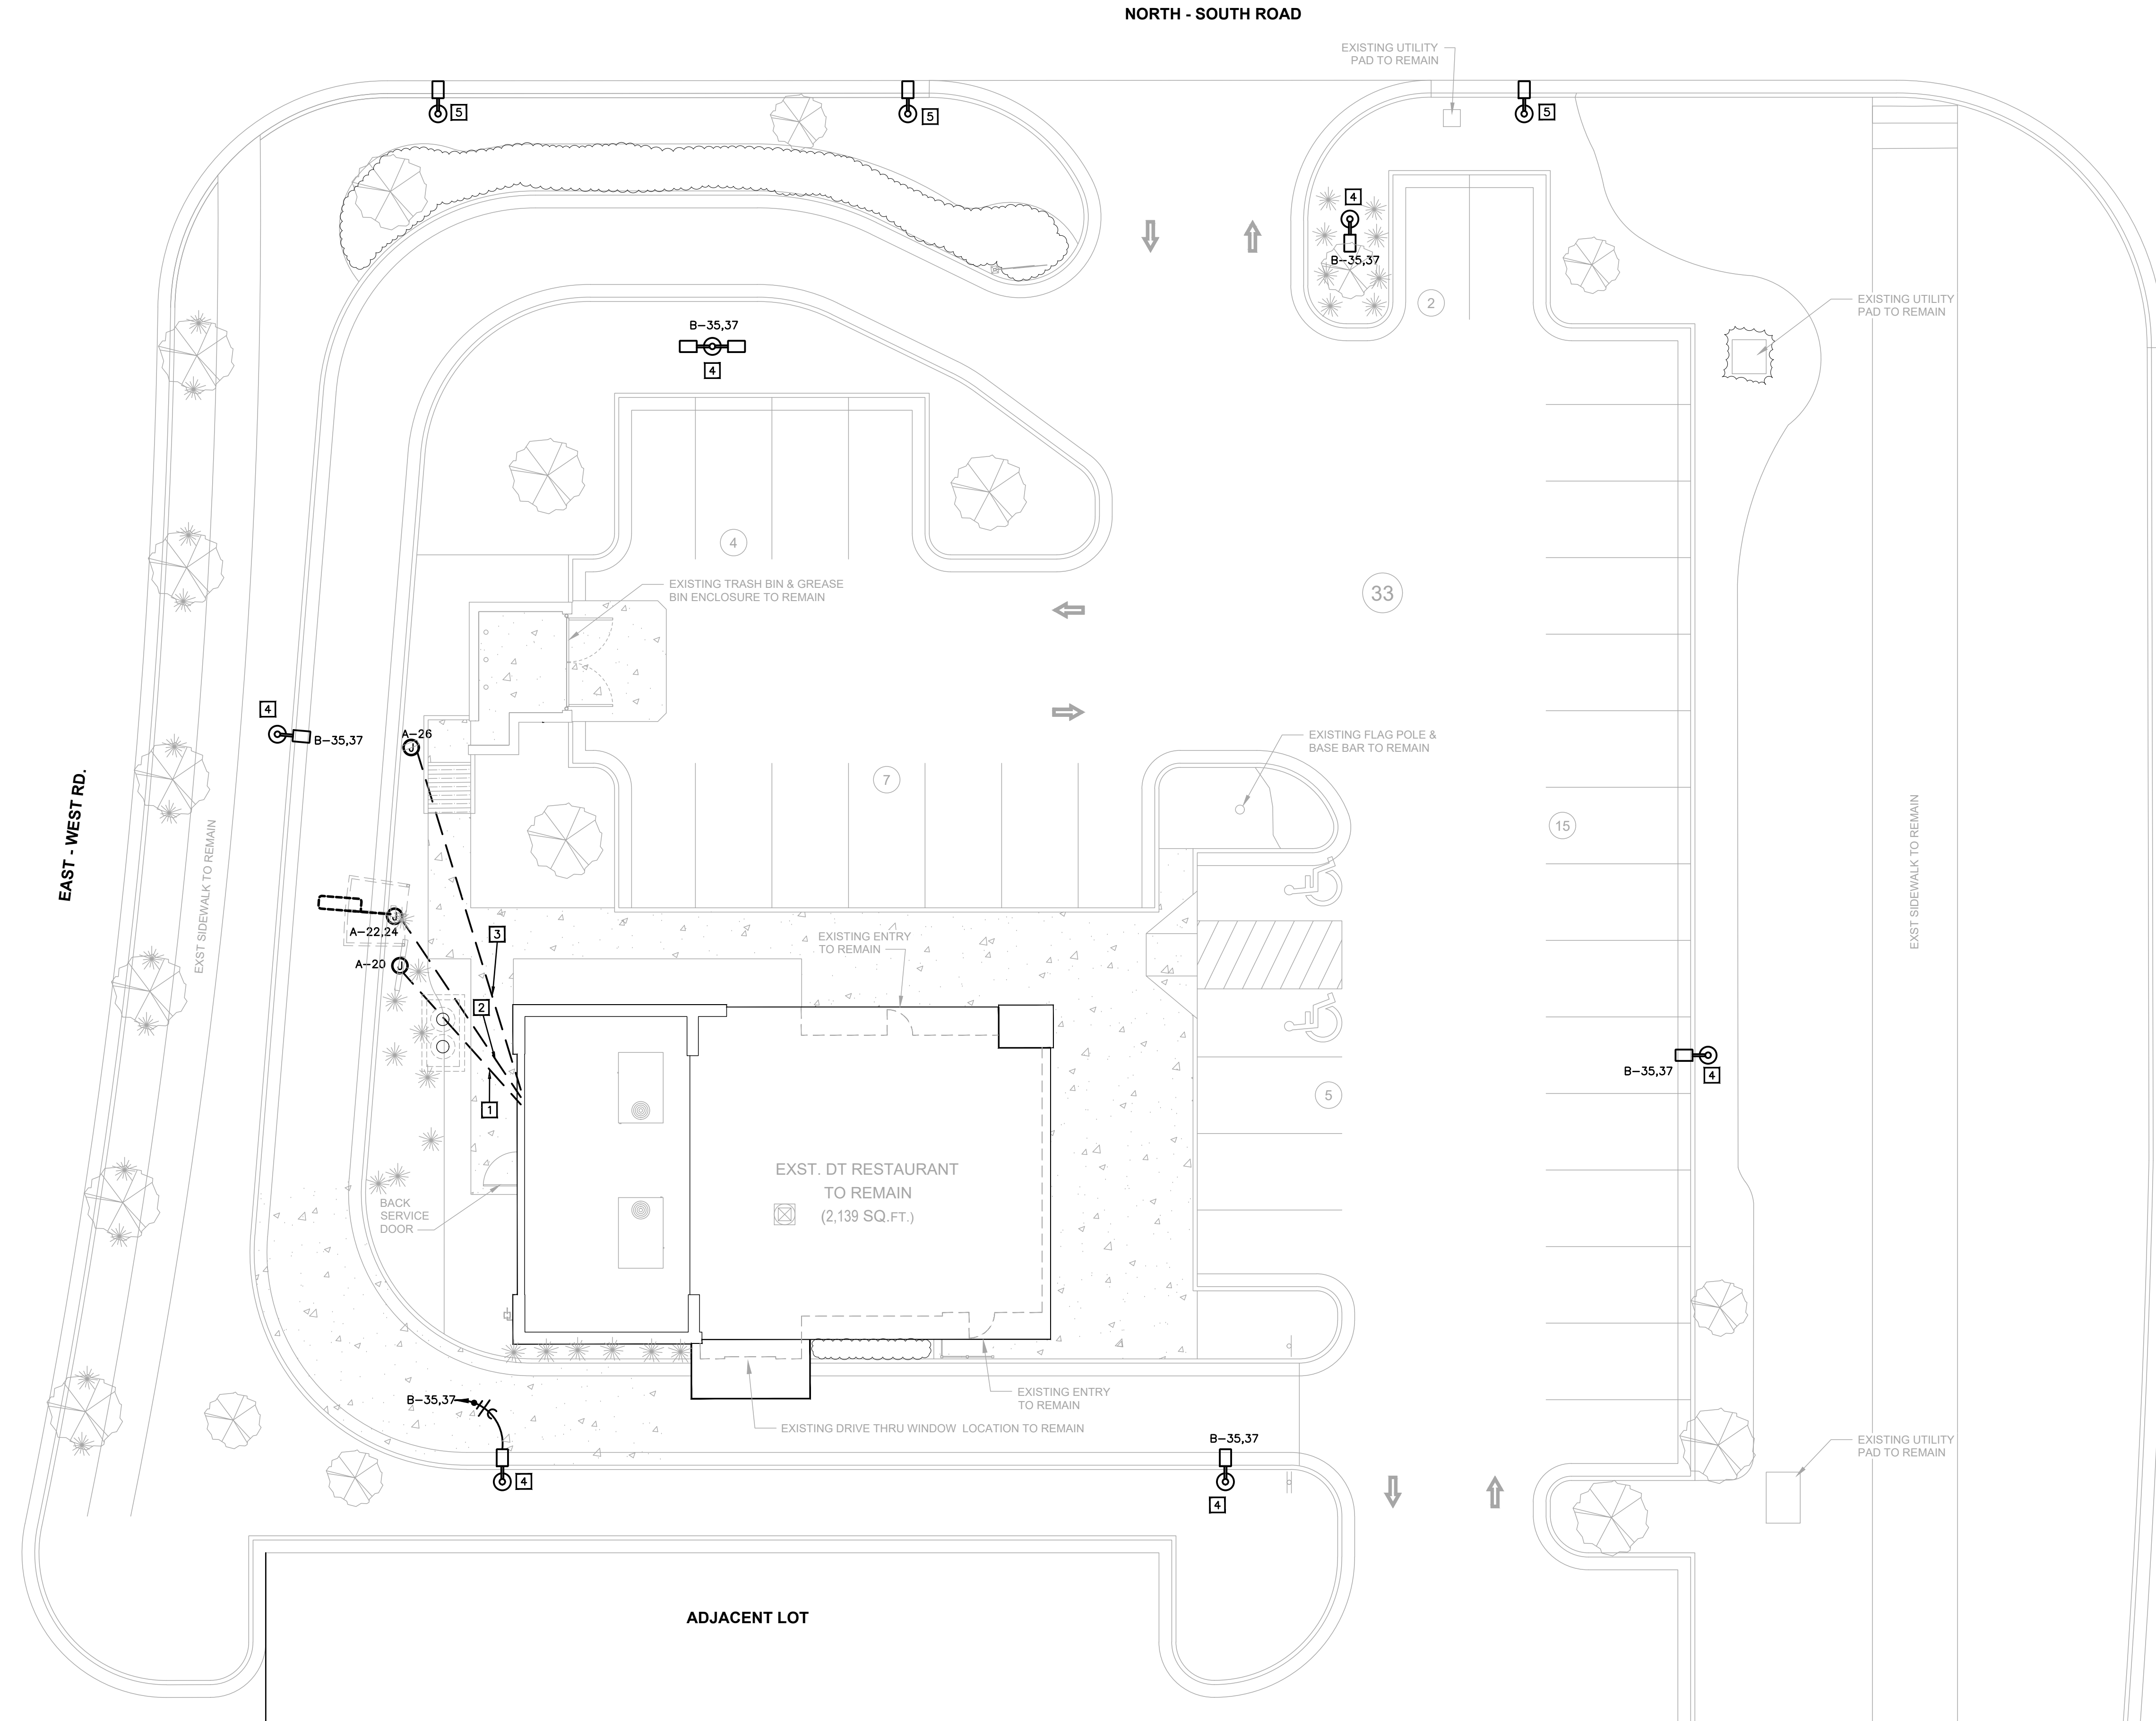 NORTH - SOUTH ROAD
EXISTING UTILITY
PAD TO REMAIN
5
5
5
4
B-35,37
2
EXISTING UTILITY
PAD TO REMAIN
B-35,37
4
4
EXISTING TRASH BIN & GREASE
BIN ENCLOSURE TO REMAIN
33
4
B-35,37
A-26
J
EXISTING FLAG POLE &
BASE BAR TO REMAIN
7
15
EAST - WEST RD.
EXST SIDEWALK TO REMAIN
EXST SIDEWALK TO REMAIN
J
A-22,24
3
EXISTING ENTRY
TO REMAIN
A-20
J
2
1
B-35,37
4
5
EXST. DT RESTAURANT
TO REMAIN
(2,139 SQ.FT.)
BACK
SERVICE
DOOR
B-35,37
EXISTING ENTRY
TO REMAIN
EXISTING DRIVE THRU WINDOW LOCATION TO REMAIN
B-35,37
EXISTING UTILITY
PAD TO REMAIN
4
4
ADJACENT LOT